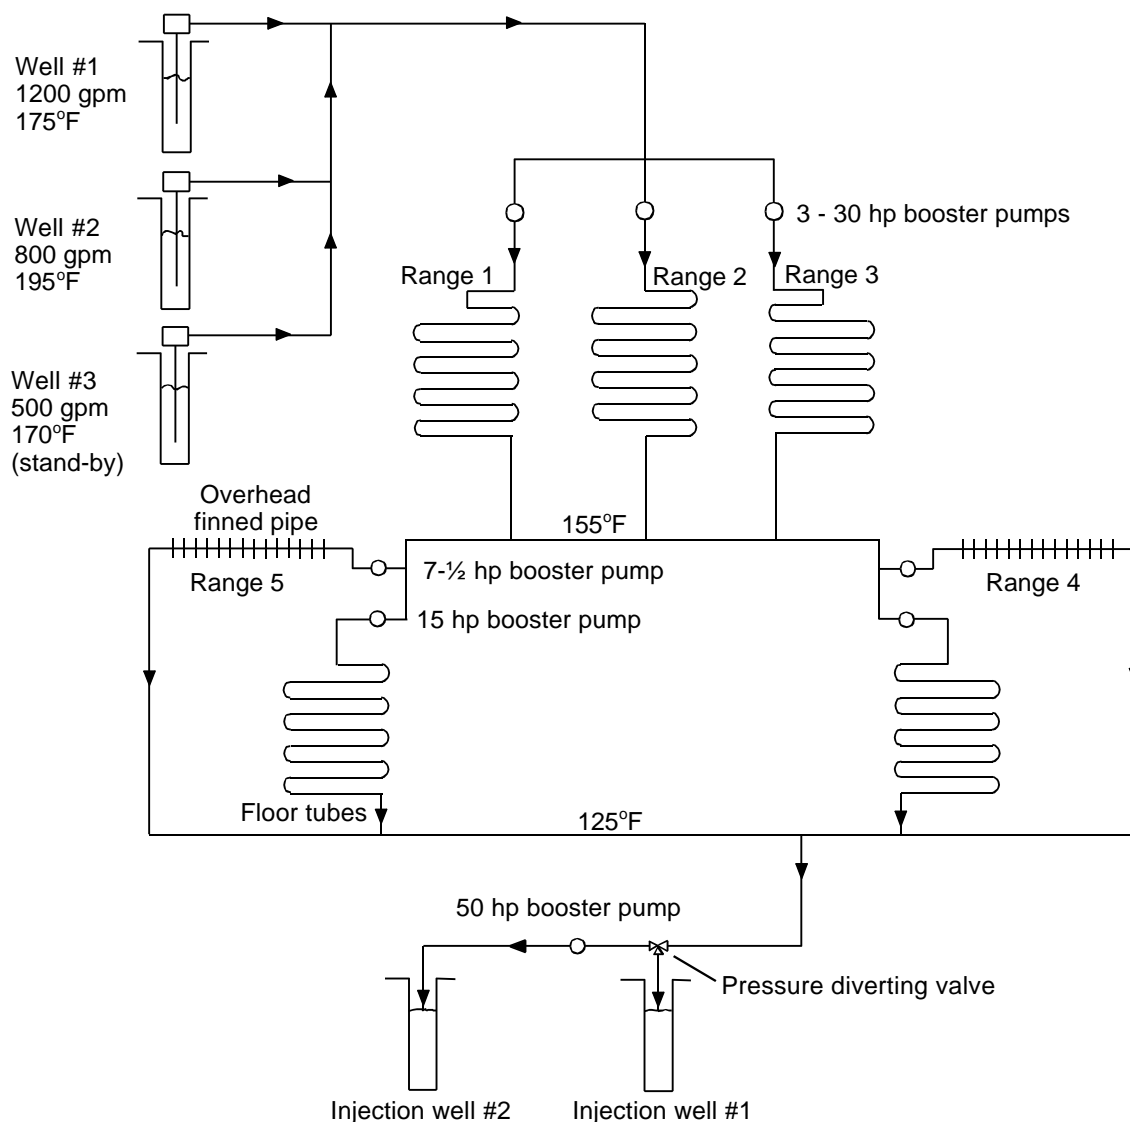 Well #1
1200 gpm
175°F
Well #2
800 gpm
195°F
Well #3
500 gpm
170°F
(stand-by)
3 - 30 hp booster pumps
Range 1
Range 2
Range 3
Overhead
finned pipe
155°F
Range 5
7-½ hp booster pump
Range 4
15 hp booster pump
Floor tubes
125°F
50 hp booster pump
Pressure diverting valve
Injection well #2
Injection well #1